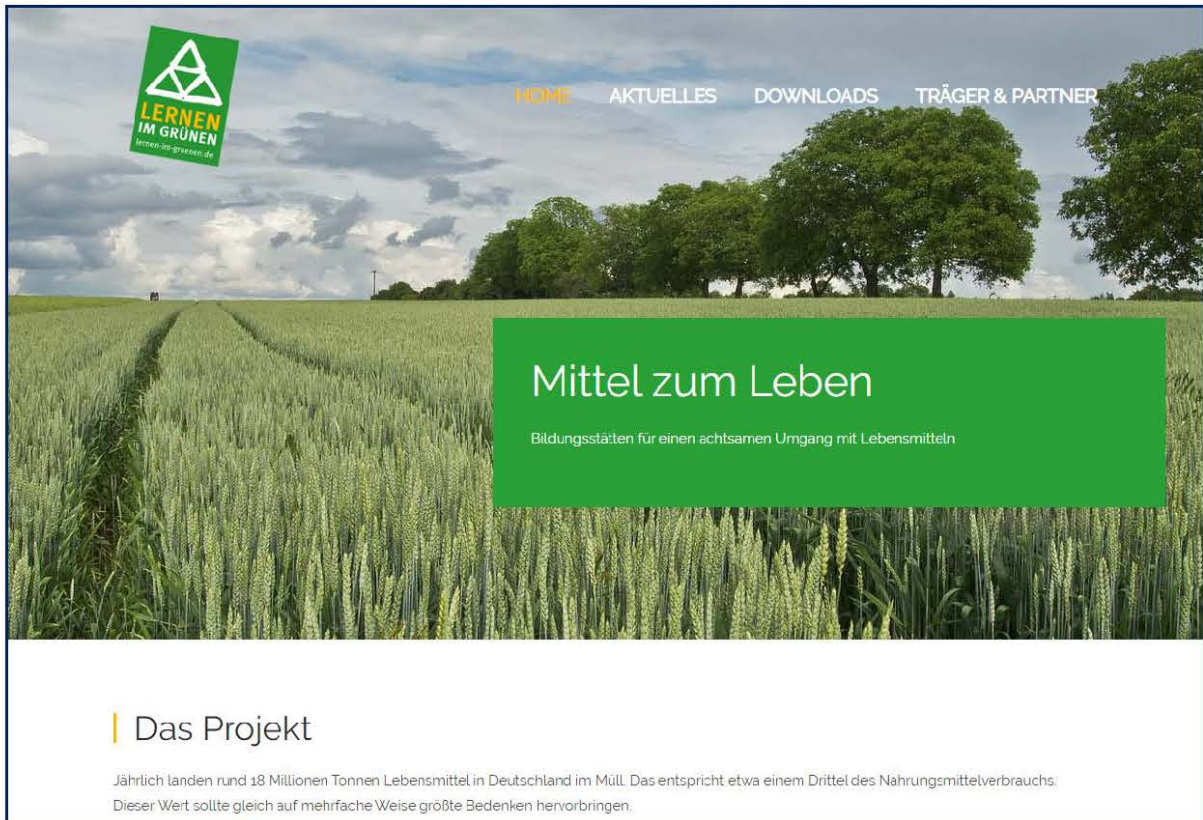 LERNEN
IM GRÜNEN
lernen-im-gruenen.de
HOME AKTUELLES DOWNLOADS TRÄGER & PARTNER
Mittel zum Leben
Bildungsstätten für einen achtsamen Umgang mit Lebensmitteln
Das Projekt
Jährlich landen rund 18 Millionen Tonnen Lebensmittel in Deutschland im Müll. Das entspricht etwa einem Drittel des Nahrungsmittelverbrauchs.
Dieser Wert sollte gleich auf mehrfache Weise größte Bedenken hervorbringen.